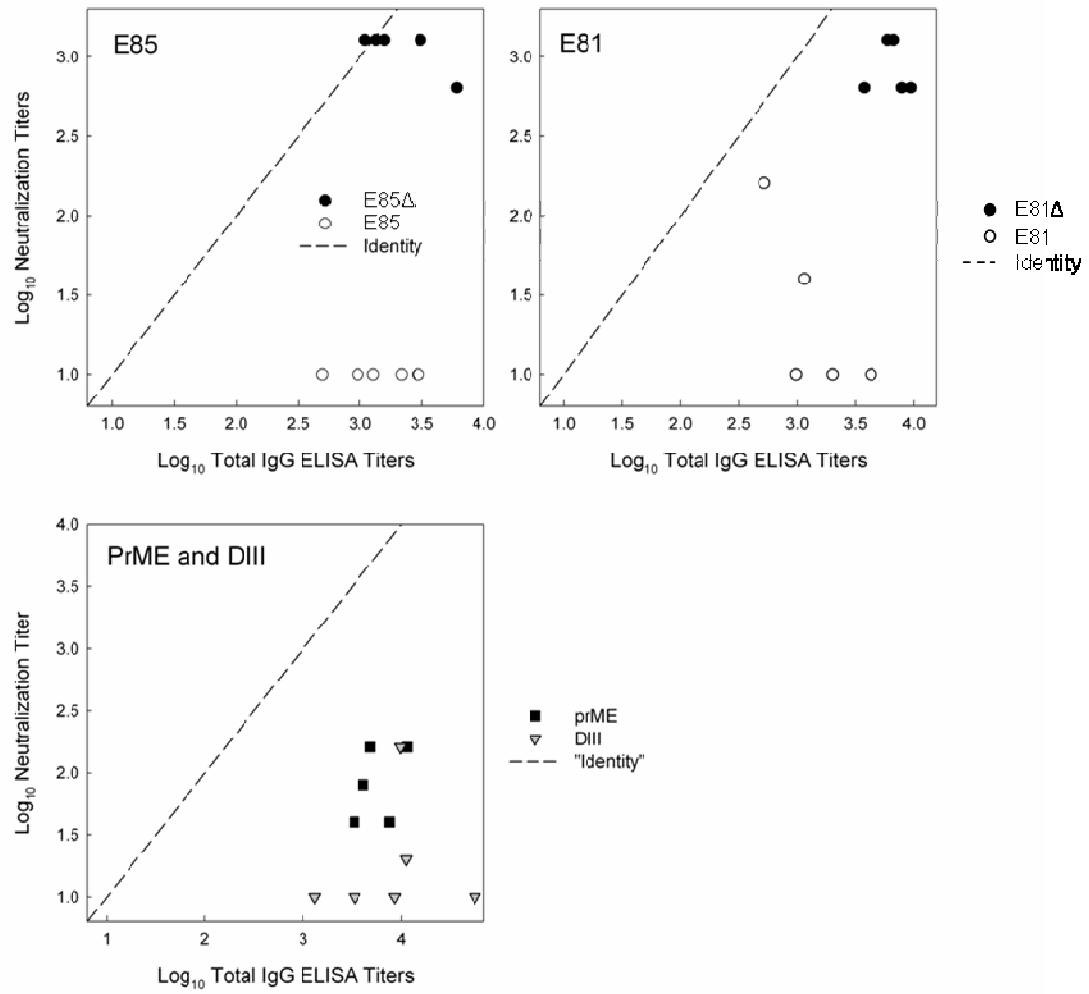 E85
3.0
2.5
2.0
1.5
1.0
Log10 Neutralization Titers
E85Δ
E85
Identity
1.0 1.5 2.0 2.5 3.0 3.5 4.0
Log10 Total IgG ELISA Titers
E81
3.0
2.5
2.0
1.5
1.0
1.0 1.5 2.0 2.5 3.0 3.5 4.0
Log10 Total IgG ELISA Titers
E81Δ
E81
Identity
PrME and DIII
4.0
3.5
3.0
2.5
2.0
1.5
1.0
Log10 Neutralization Titer
1 2 3 4
Log10 Total IgG ELISA Titers
prME
DIII
"Identity"